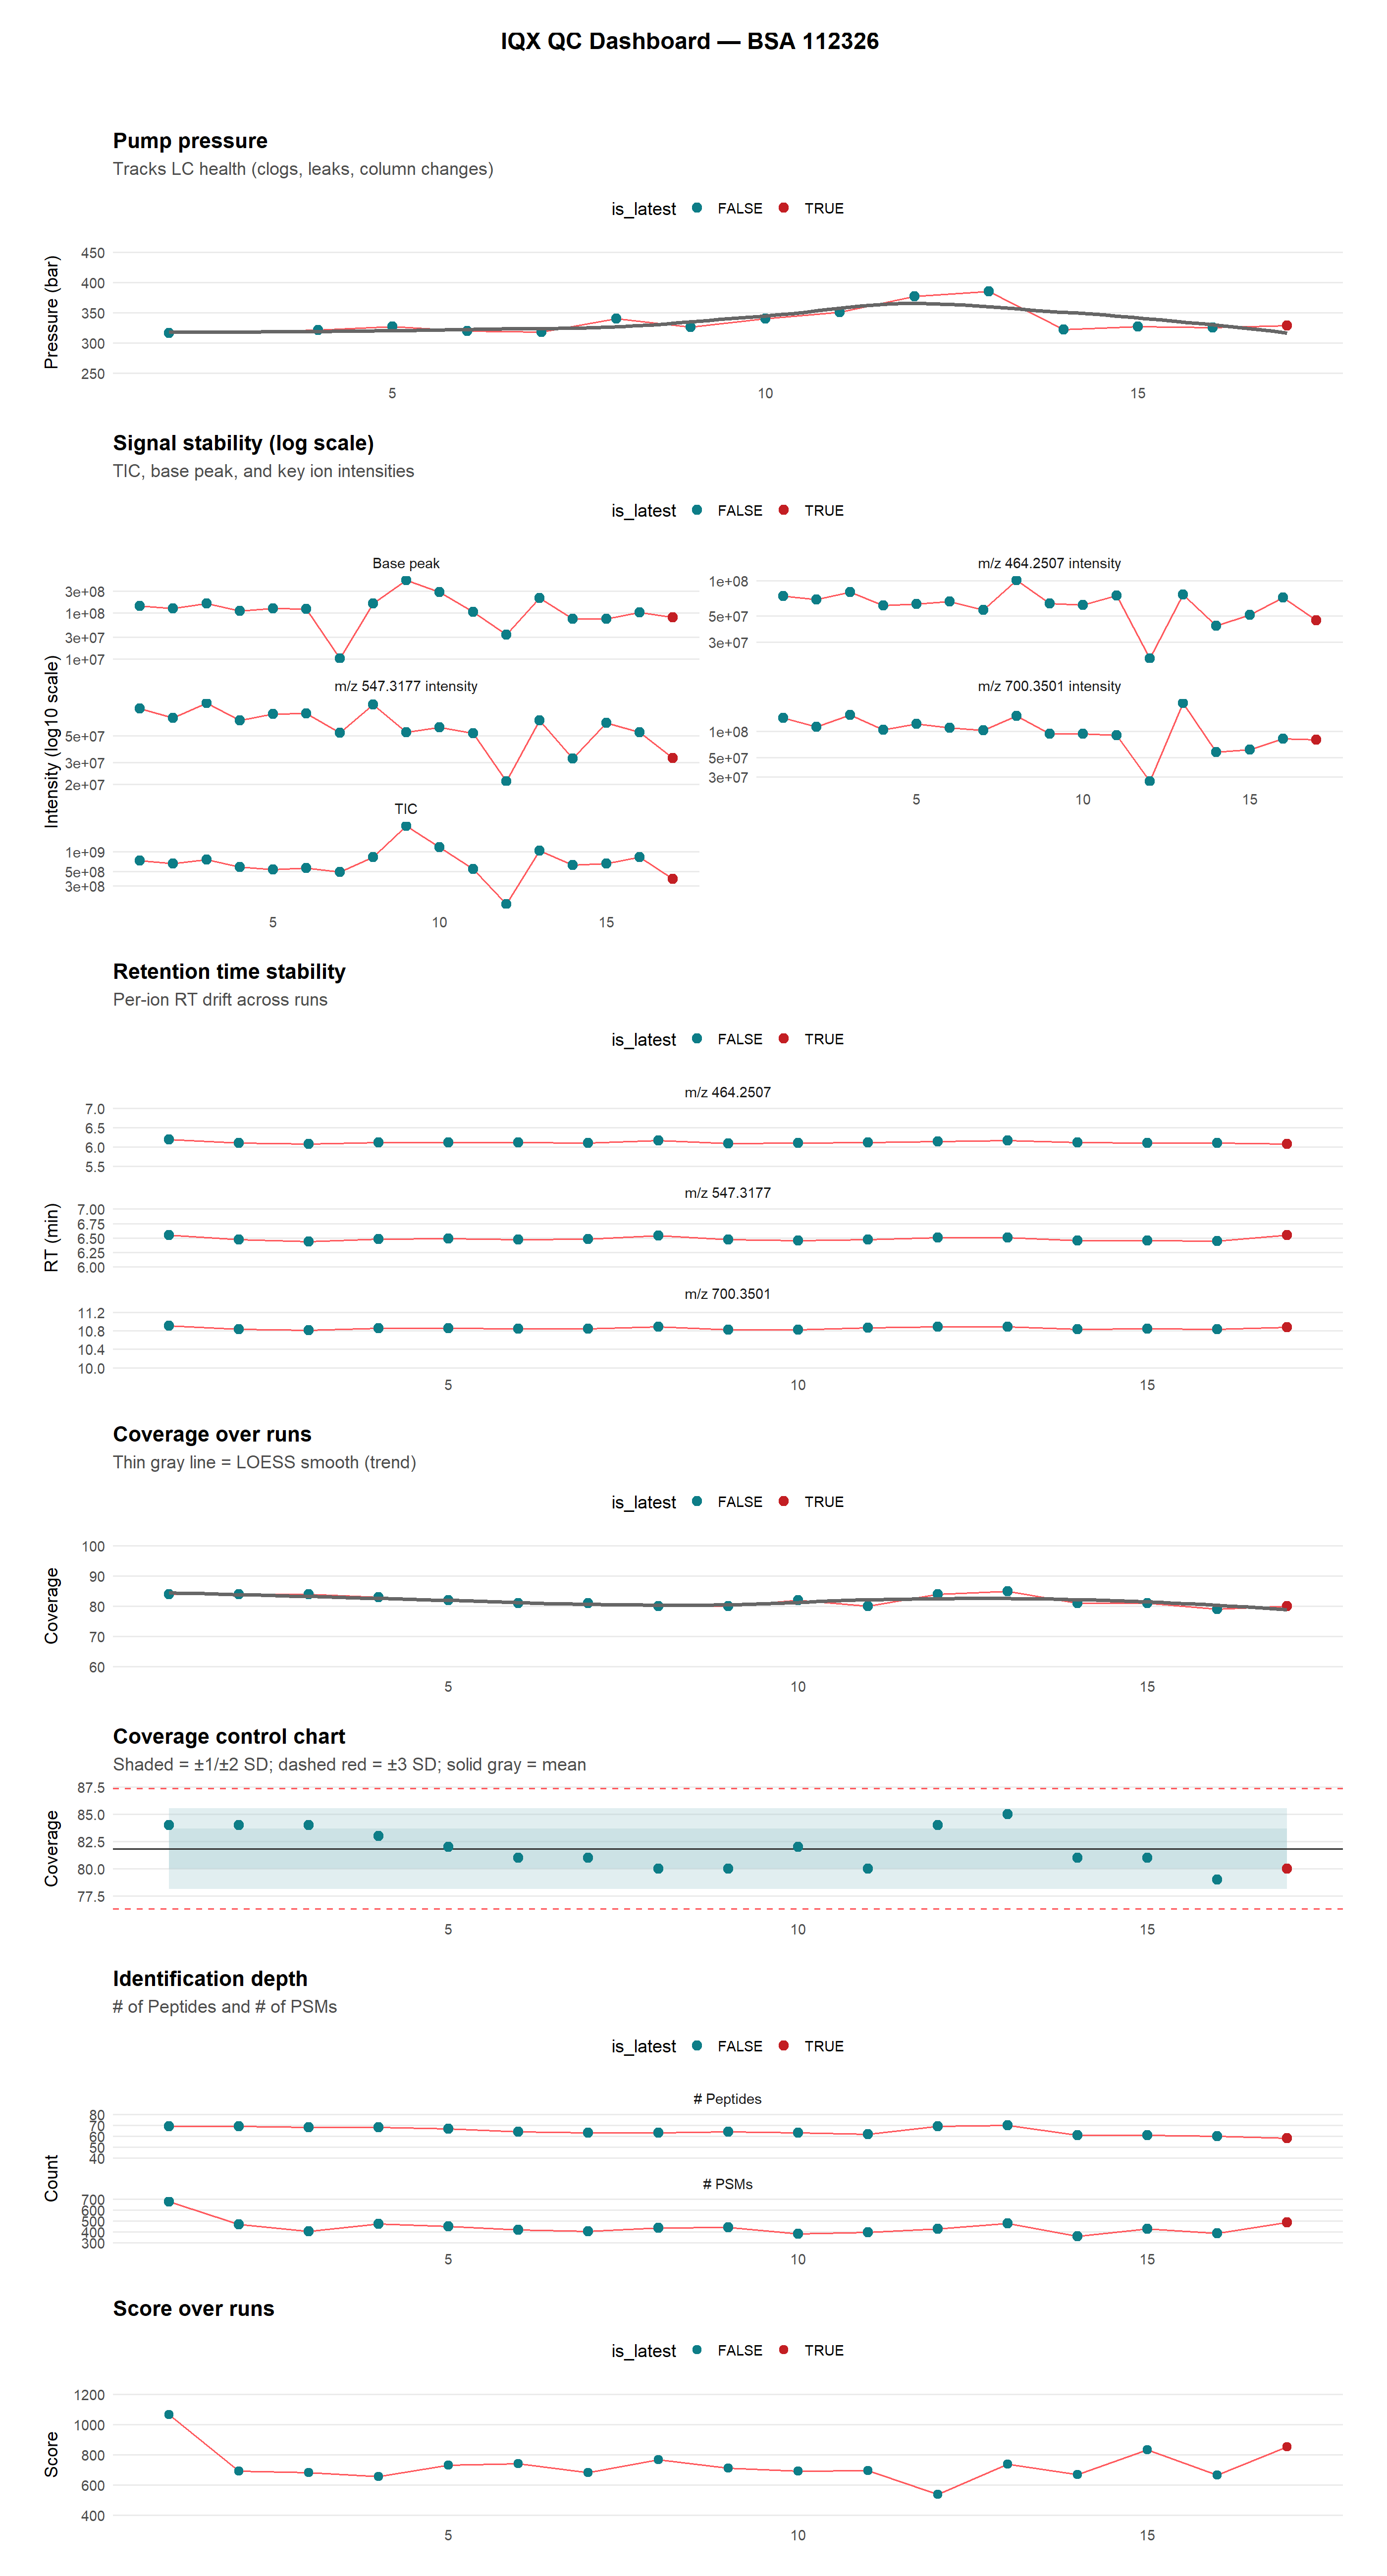 IQX QC Dashboard — BSA 112326
Pump pressure
Tracks LC health (clogs, leaks, column changes)
is_latest FALSE TRUE
Pressure (bar)
450
400
350
300
250
5 10 15
Signal stability (log scale)
TIC, base peak, and key ion intensities
is_latest FALSE TRUE
Intensity (log10 scale)
Base peak
3e+08
1e+08
3e+07
1e+07
m/z 464.2507 intensity
1e+08
5e+07
3e+07
m/z 547.3177 intensity
5e+07
3e+07
2e+07
m/z 700.3501 intensity
1e+08
5e+07
3e+07
5 10 15
TIC
1e+09
5e+08
3e+08
5 10 15
Retention time stability
Per-ion RT drift across runs
is_latest FALSE TRUE
RT (min)
m/z 464.2507
7.0
6.5
6.0
5.5
m/z 547.3177
7.00
6.75
6.50
6.25
6.00
m/z 700.3501
11.2
10.8
10.4
10.0
5 10 15
Coverage over runs
Thin gray line = LOESS smooth (trend)
is_latest FALSE TRUE
Coverage
100
90
80
70
60
5 10 15
Coverage control chart
Shaded = ±1/±2 SD; dashed red = ±3 SD; solid gray = mean
Coverage
87.5
85.0
82.5
80.0
77.5
5 10 15
Identification depth
# of Peptides and # of PSMs
is_latest FALSE TRUE
Count
# Peptides
80
70
60
50
40
# PSMs
700
600
500
400
300
5 10 15
Score over runs
is_latest FALSE TRUE
Score
1200
1000
800
600
400
5 10 15